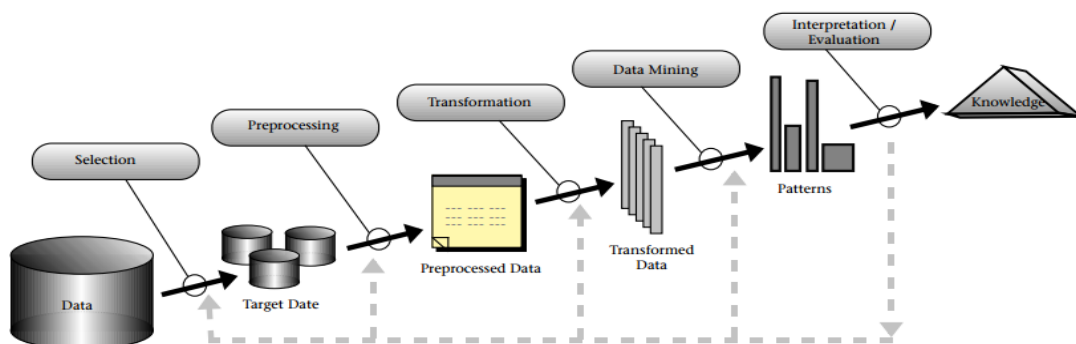 Interpretation /
Evaluation
Data Mining
Transformation
Preprocessing
Selection
Knowledge
Patterns
Transformed
Data
Preprocessed Data
Target Date
Data